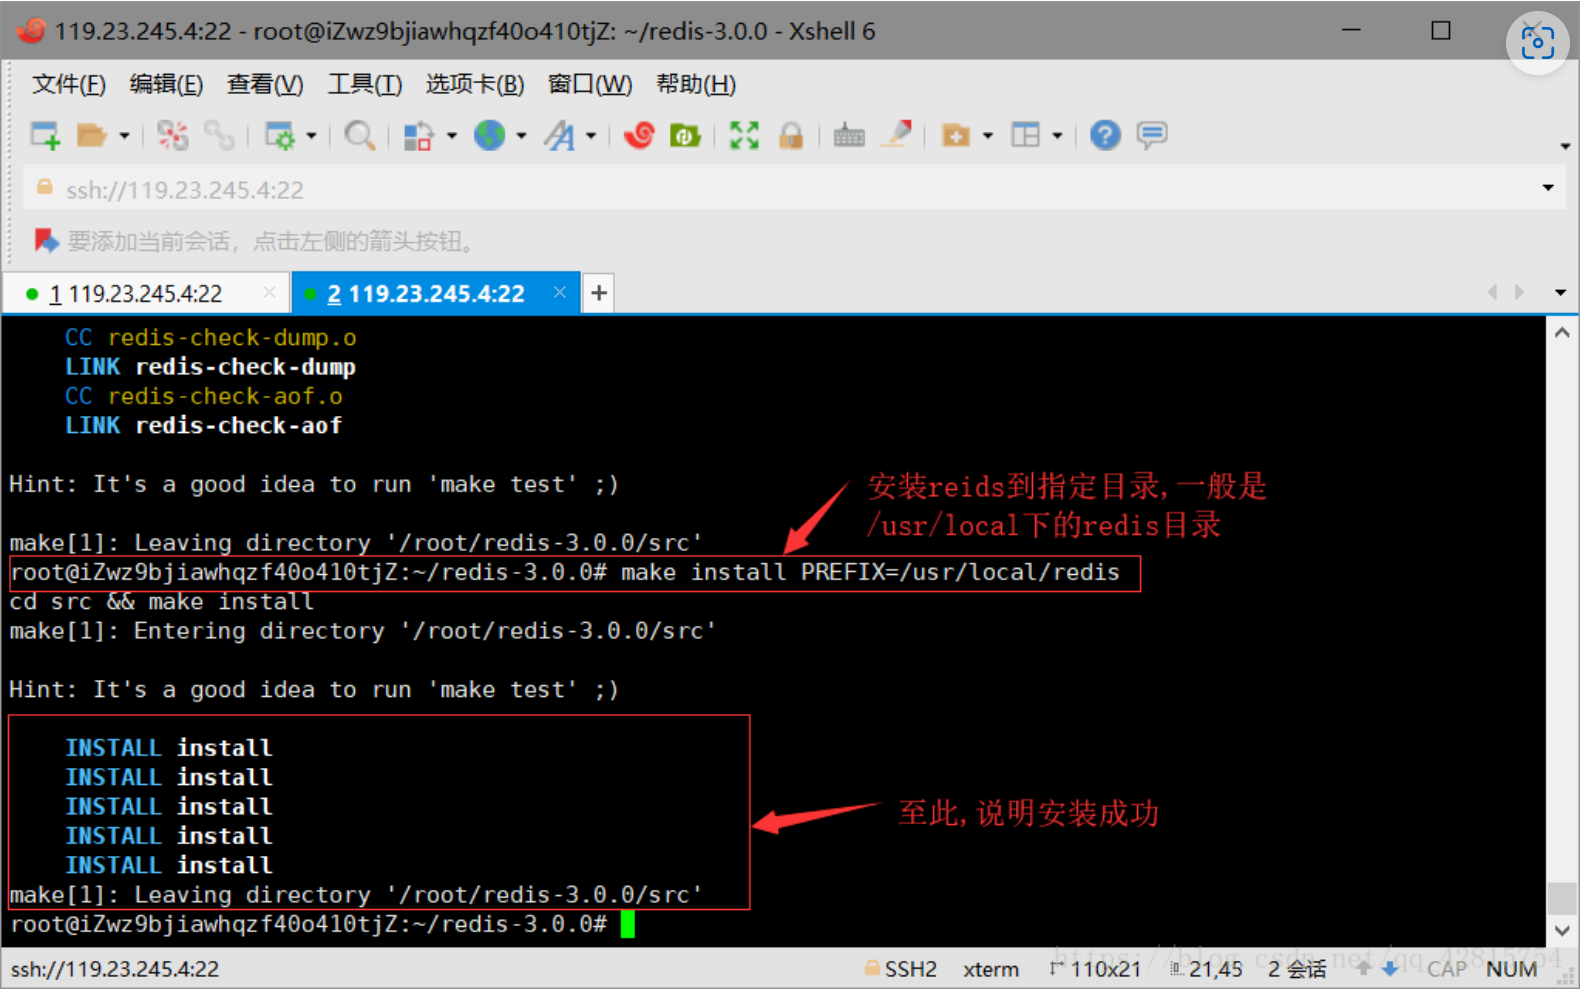 119.23.245.4:22 - root@iZwz9bjiawhqzf40o410tjZ: ~/redis-3.0.0 - Xshell 6
文件(F) 编辑(E) 查看(V) 工具(T) 选项卡(B) 窗口(W) 帮助(H)
ssh://119.23.245.4:22
要添加当前会话，点击左侧的箭头按钮。
1 119.23.245.4:22 2 119.23.245.4:22
CC redis-check-dump.o
LINK redis-check-dump
CC redis-check-aof.o
LINK redis-check-aof
Hint: It's a good idea to run 'make test' ;)
安装reids到指定目录,一般是
/usr/local下的redis目录
make[1]: Leaving directory '/root/redis-3.0.0/src'
root@iZwz9bjiawhqzf40o410tjZ:~/redis-3.0.0# make install PREFIX=/usr/local/redis
cd src && make install
make[1]: Entering directory '/root/redis-3.0.0/src'
Hint: It's a good idea to run 'make test' ;)
INSTALL install
INSTALL install
INSTALL install
至此,说明安装成功
INSTALL install
INSTALL install
make[1]: Leaving directory '/root/redis-3.0.0/src'
root@iZwz9bjiawhqzf40o410tjZ:~/redis-3.0.0#
https://blog.csdn.net/qq_42815754
ssh://119.23.245.4:22 SSH2 xterm 110x21 21,45 2 会话 CAP NUM